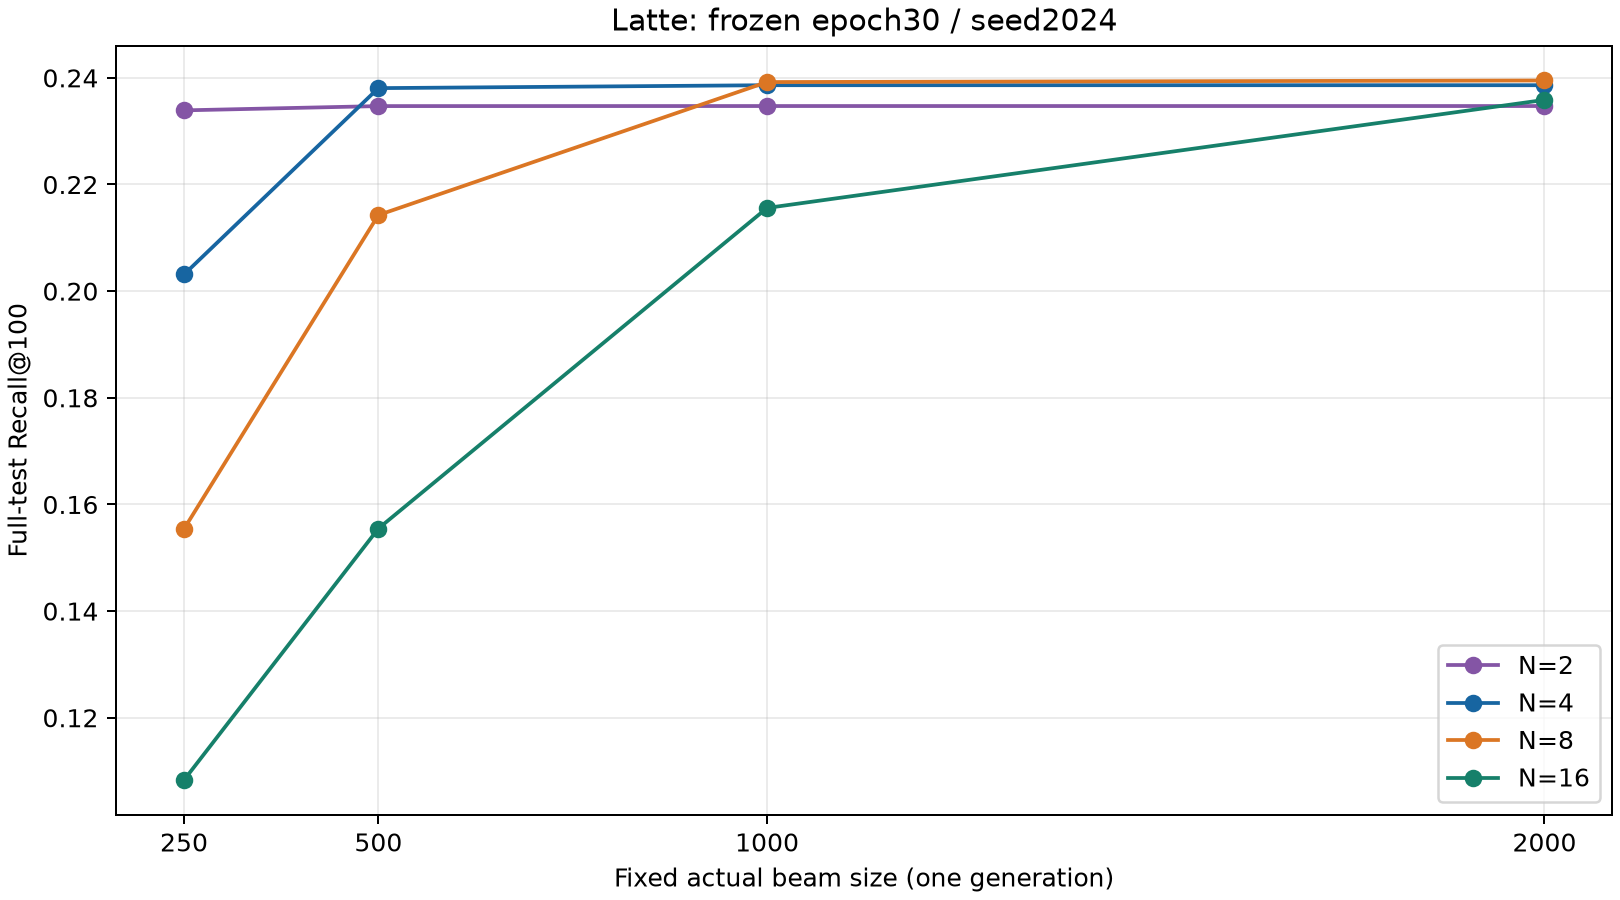 Latte: frozen epoch30 / seed2024
Full-test Recall@100
0.24
0.22
0.20
0.18
0.16
0.14
0.12
N=2
N=4
N=8
N=16
250 500 1000 2000
Fixed actual beam size (one generation)